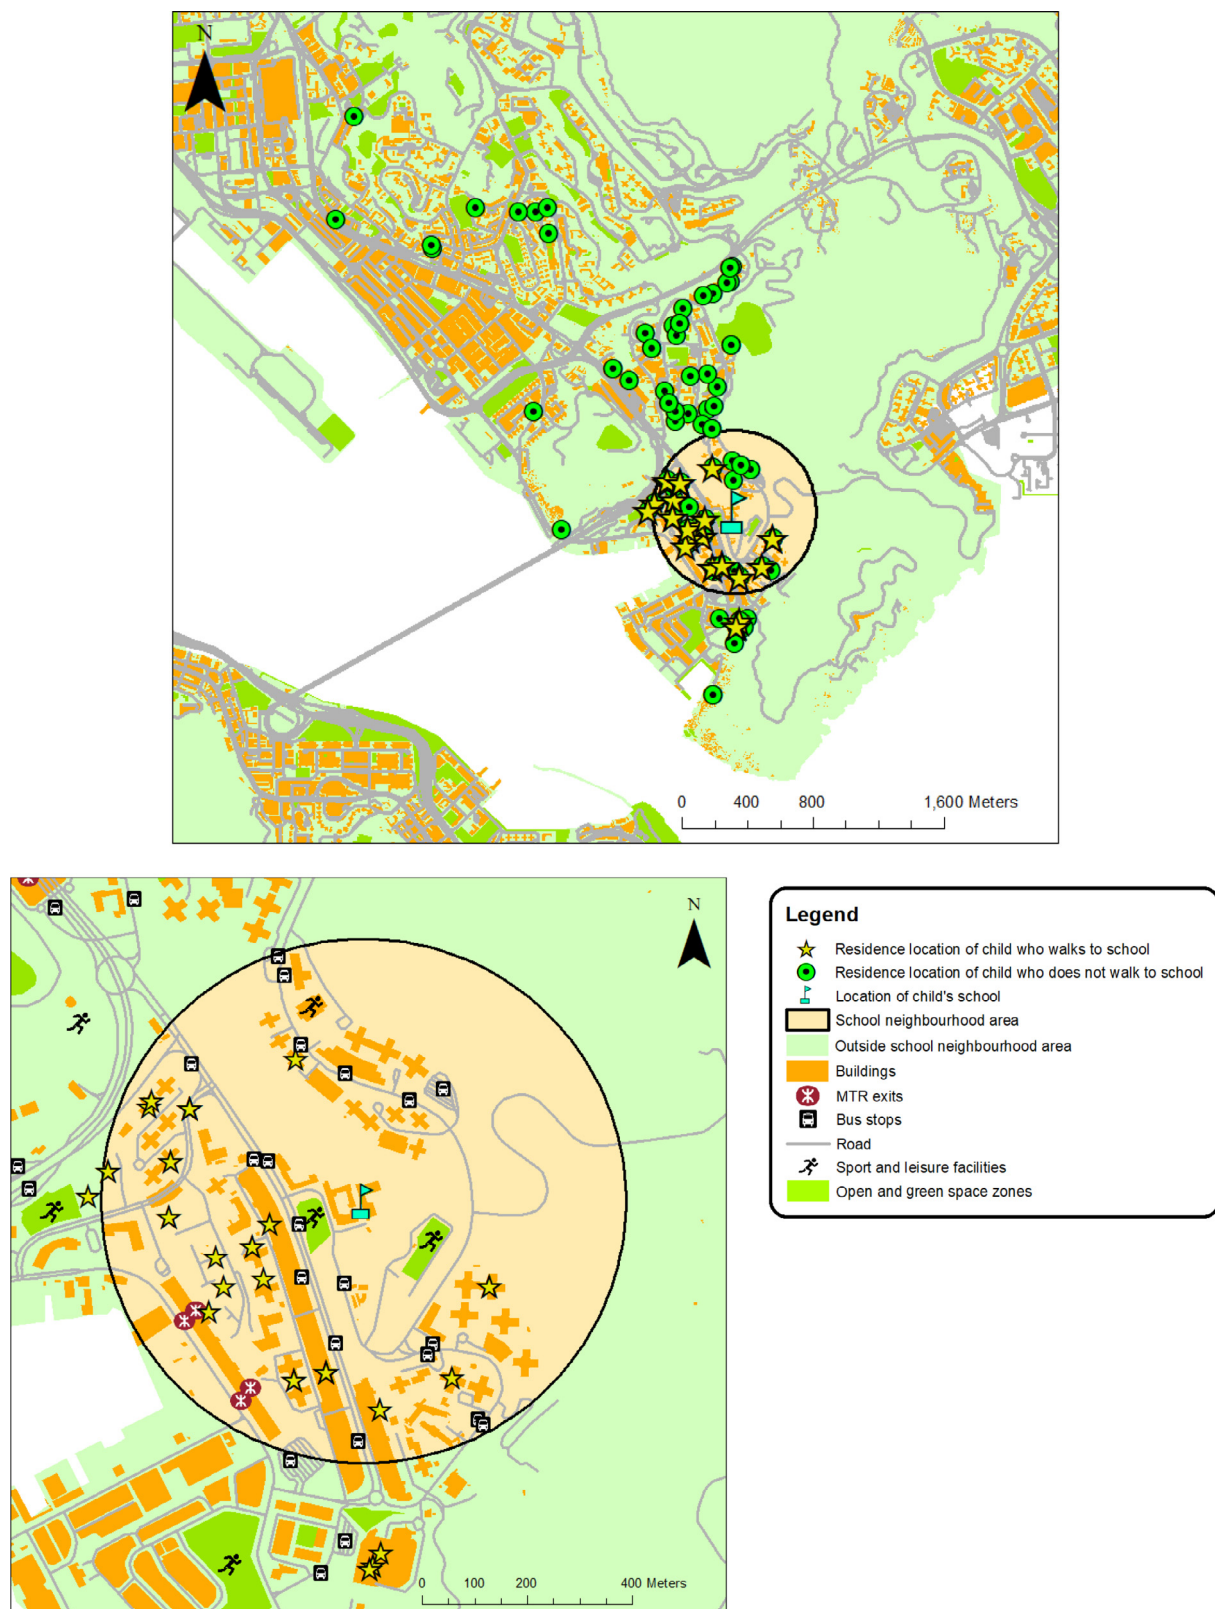 N
0 400 800 1,600 Meters
N
0 100 200 400 Meters
Legend
Residence location of child who walks to school
Residence location of child who does not walk to school
Location of child's school
School neighbourhood area
Outside school neighbourhood area
Buildings
MTR exits
Bus stops
Road
Sport and leisure facilities
Open and green space zones